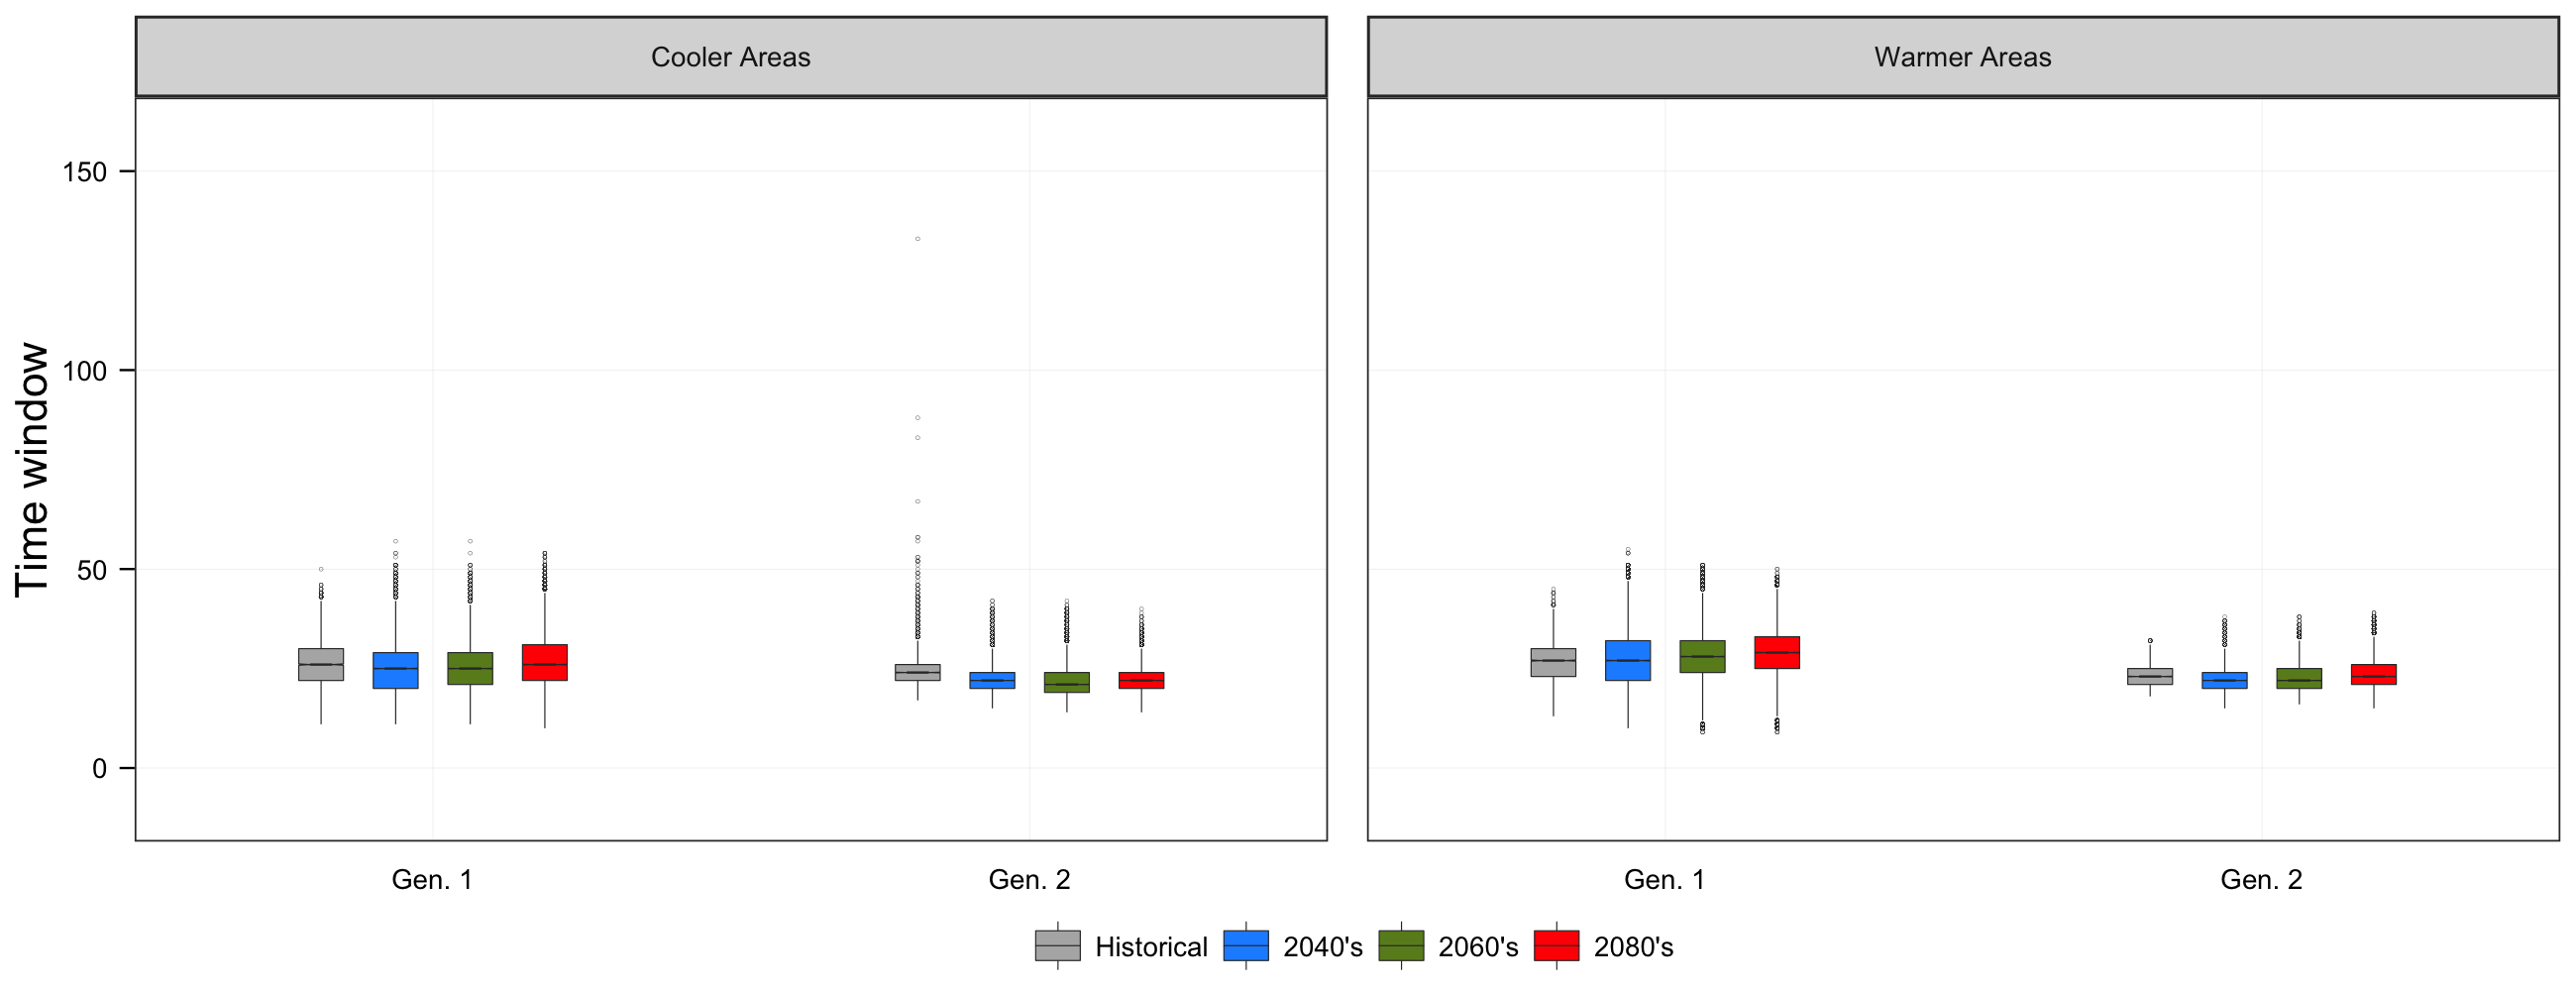 Cooler Areas
Warmer Areas
Time window
150
100
50
0
Gen. 1
Gen. 2
Gen. 1
Gen. 2
Historical
2040's
2060's
2080's